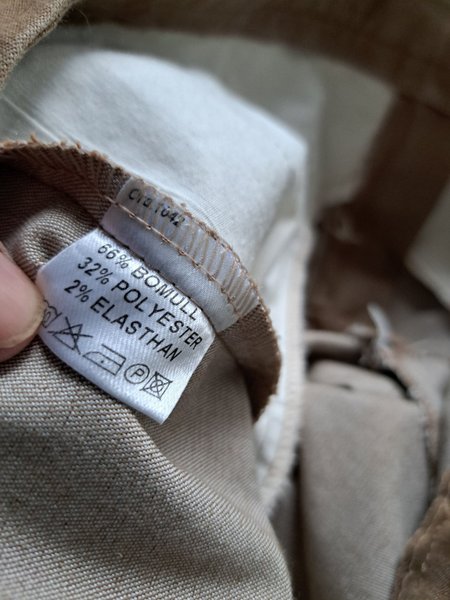 66% BOMULL
32% POLYESTER
2% ELASTHAN
P